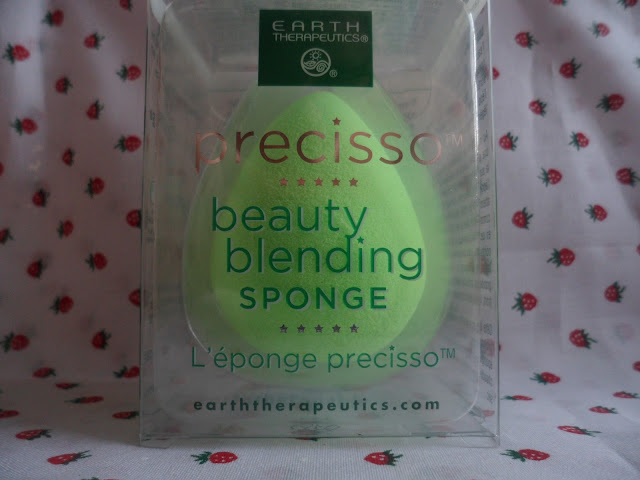 EARTH
THERAPEUTICS®
®
precisso™
beauty
blending
SPONGE
L'éponge precisso™
earththerapeutics.com